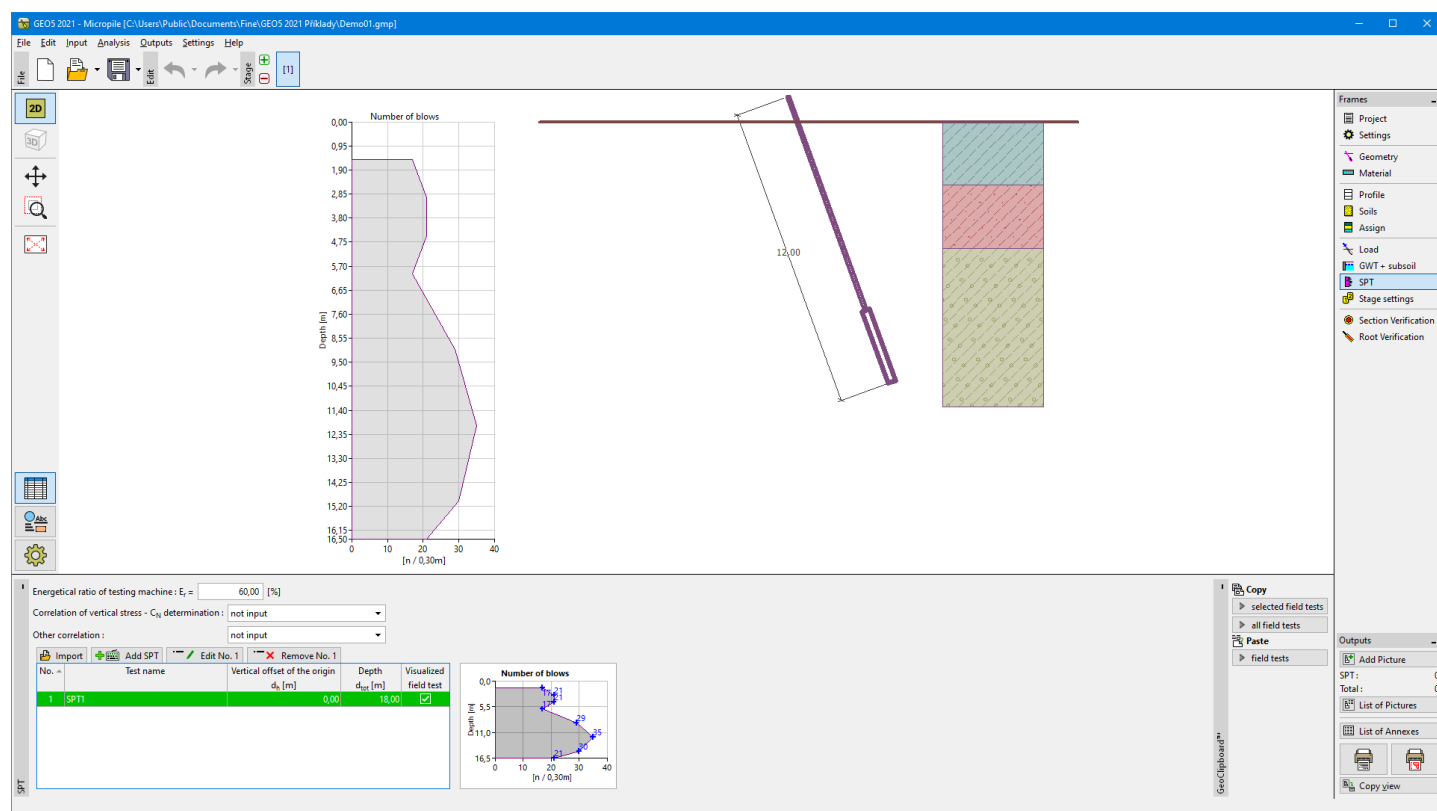 GEO5 2021 - Micropile [C:\Users\Public\Documents\Fine\GEO5 2021 Příklady\Demo01.gmp]
File Edit Input Analysis Outputs Settings Help
File
Edit
Stage
[1]
2D
3D
Abc
Number of blows
0,00
0,95
1,90
2,85
3,80
4,75
5,70
6,65
7,60
8,55
9,50
10,45
11,40
12,35
13,30
14,25
15,20
16,15
16,50
Depth [m]
0 10 20 30 40
[n / 0,30m]
12,00
Frames
Project
Settings
Geometry
Material
Profile
Soils
Assign
Load
GWT + subsoil
SPT
Stage settings
Section Verification
Root Verification
Energetical ratio of testing machine : Er = 60,00 [%]
Correlation of vertical stress - CN determination : not input
Other correlation : not input
Import Add SPT Edit No. 1 Remove No. 1
No. Test name Vertical offset of the origin Depth Visualized
dh [m] dtot [m] field test
1 SPT1 0,00 18,00
SPT
Number of blows
0,0
5,5
11,0
16,5
Depth [m]
17
21
21
17
29
35
30
21
0 10 20 30 40
[n / 0,30m]
GeoClipboard™
Copy
selected field tests
all field tests
Paste
field tests
Outputs
Add Picture
SPT : 0
Total : 0
List of Pictures
List of Annexes
Copy view